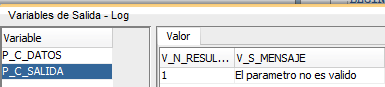 Variables de Salida - Log
Variable
P_C_DATOS
P_C_SALIDA
Valor
V_N_RESUL... V_S_MENSAJE
1 El parametro no es valido